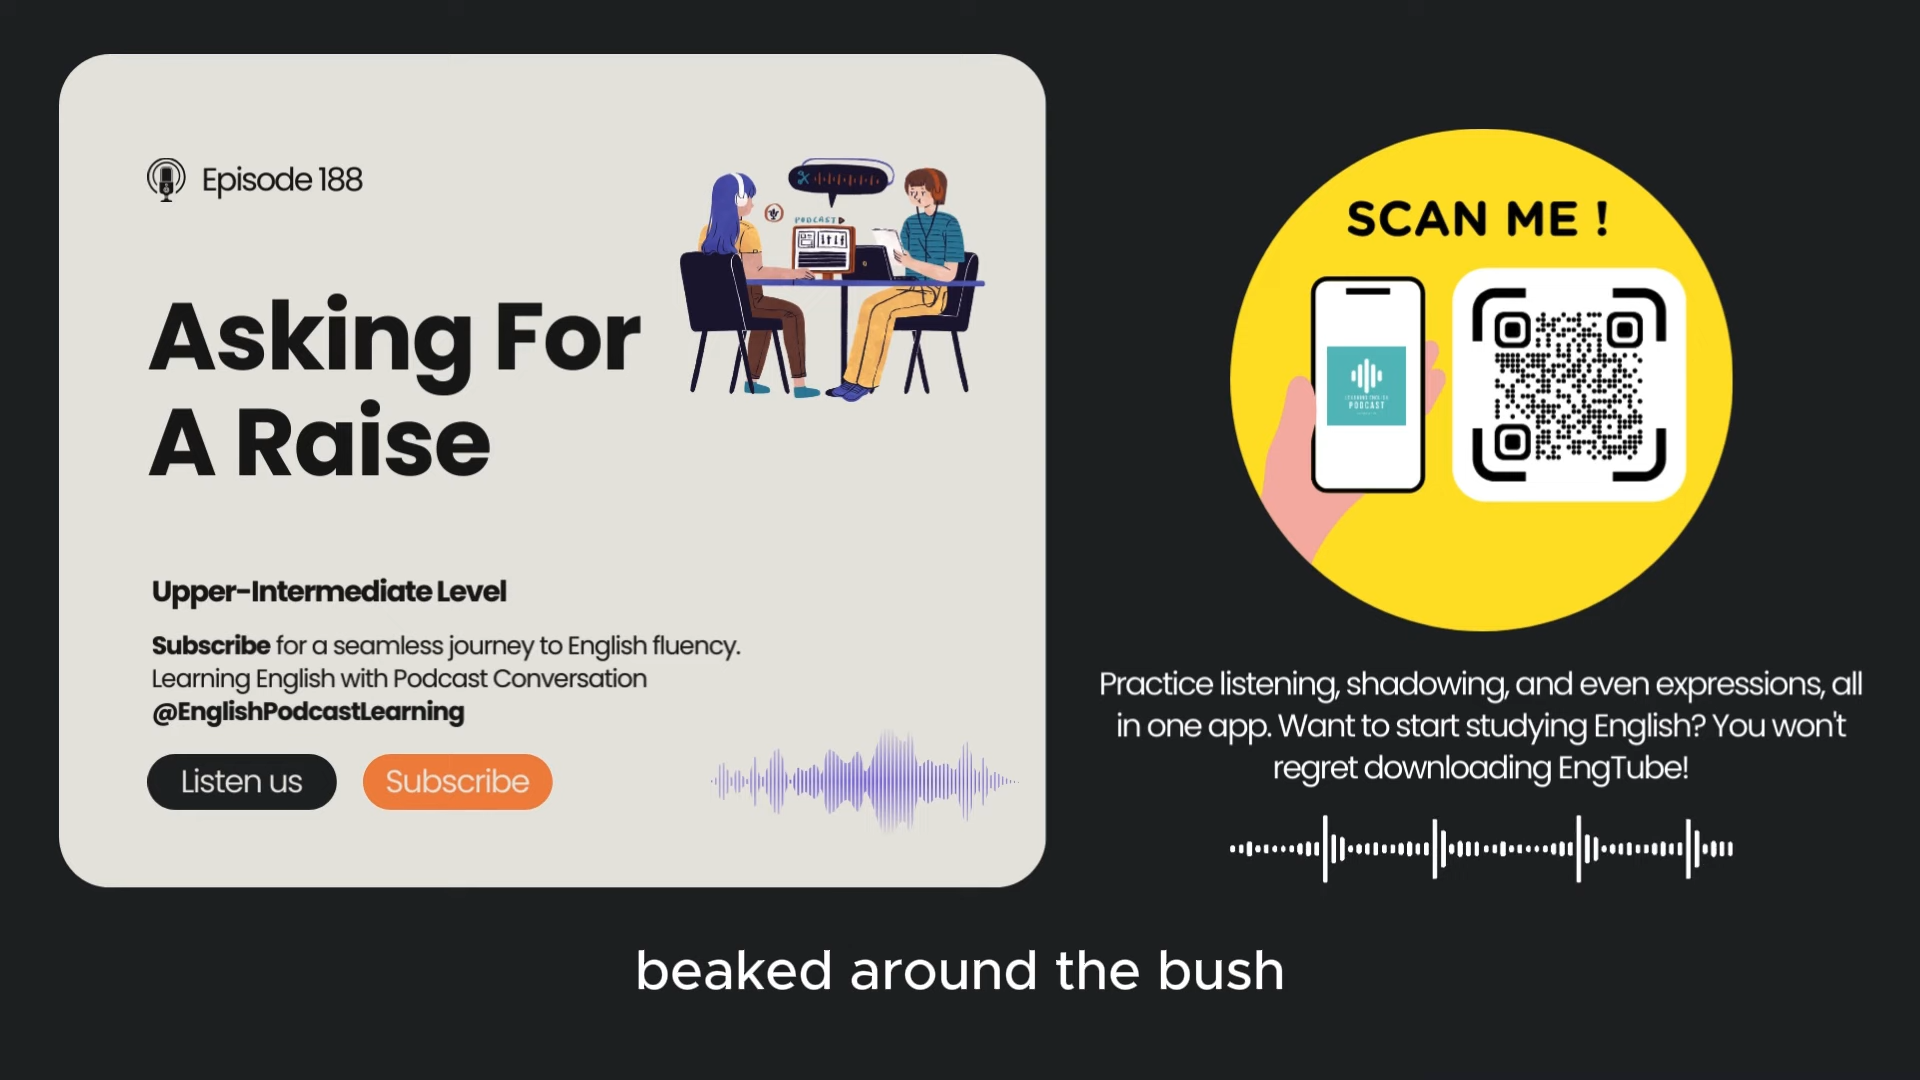 Episode 188
Asking For
A Raise
PODCAST
Upper-Intermediate Level
Subscribe for a seamless journey to English fluency.
Learning English with Podcast Conversation
@EnglishPodcastLearning
Listen us
Subscribe
SCAN ME !
PODCAST
Practice listening, shadowing, and even expressions, all
in one app. Want to start studying English? You won't
regret downloading EngTube!
beaked around the bush